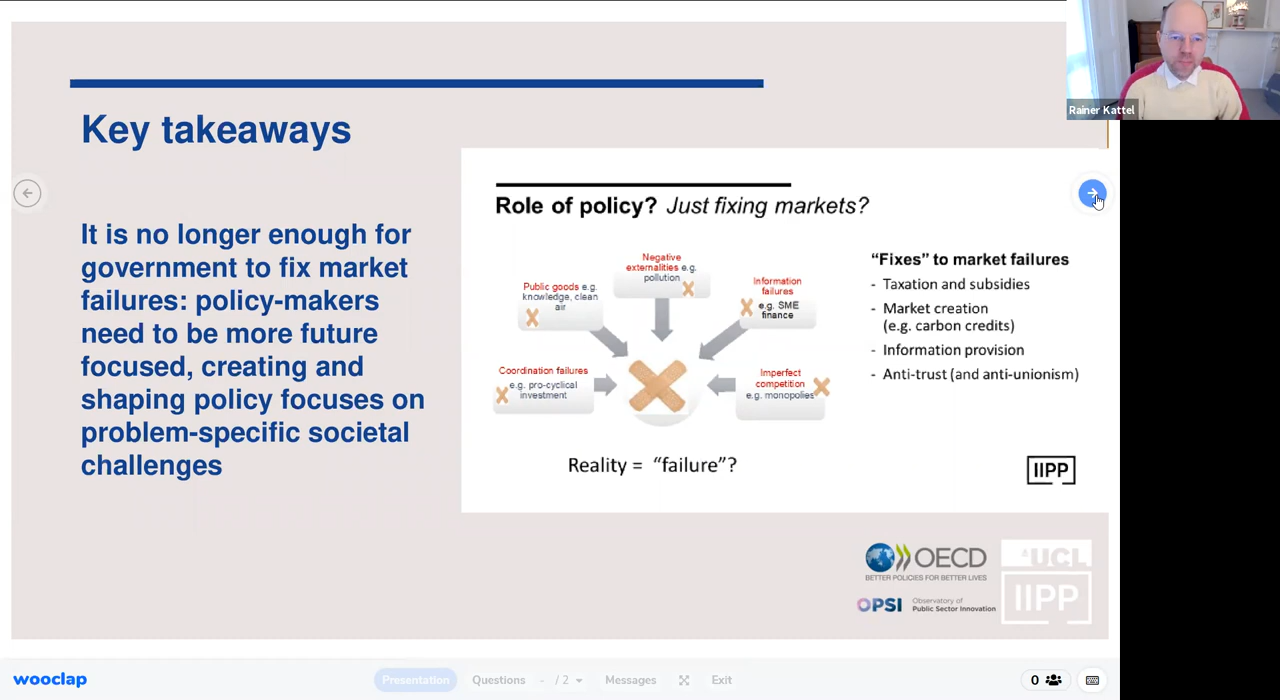 Rainer Kattel
Key takeaways
It is no longer enough for
government to fix market
failures: policy-makers
need to be more future
focused, creating and
shaping policy focuses on
problem-specific societal
challenges
Role of policy? Just fixing markets?
Negative
externalities e.g.
pollution
Public goods e.g.
knowledge, clean
air
Information
failures
e.g. SME
finance
Coordination failures
e.g. pro-cyclical
investment
Imperfect
competition
e.g. monopolies
Reality = “failure”?
“Fixes” to market failures
- Taxation and subsidies
- Market creation
(e.g. carbon credits)
- Information provision
- Anti-trust (and anti-unionism)
IIPP
OECD
BETTER POLICIES FOR BETTER LIVES
OPSI
Observatory of
Public Sector Innovation
UCL
IIPP
wooclap
Presentation
Questions - / 2
Messages
Exit
0